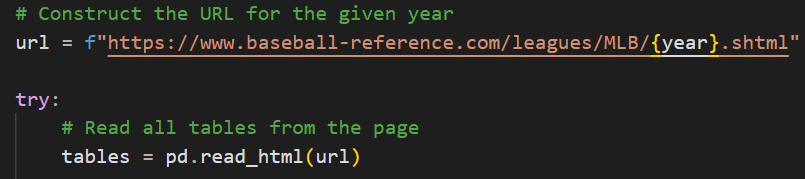 # Construct the URL for the given year
url = f"https://www.baseball-reference.com/leagues/MLB/{year}.shtml"
try:
# Read all tables from the page
tables = pd.read_html(url)